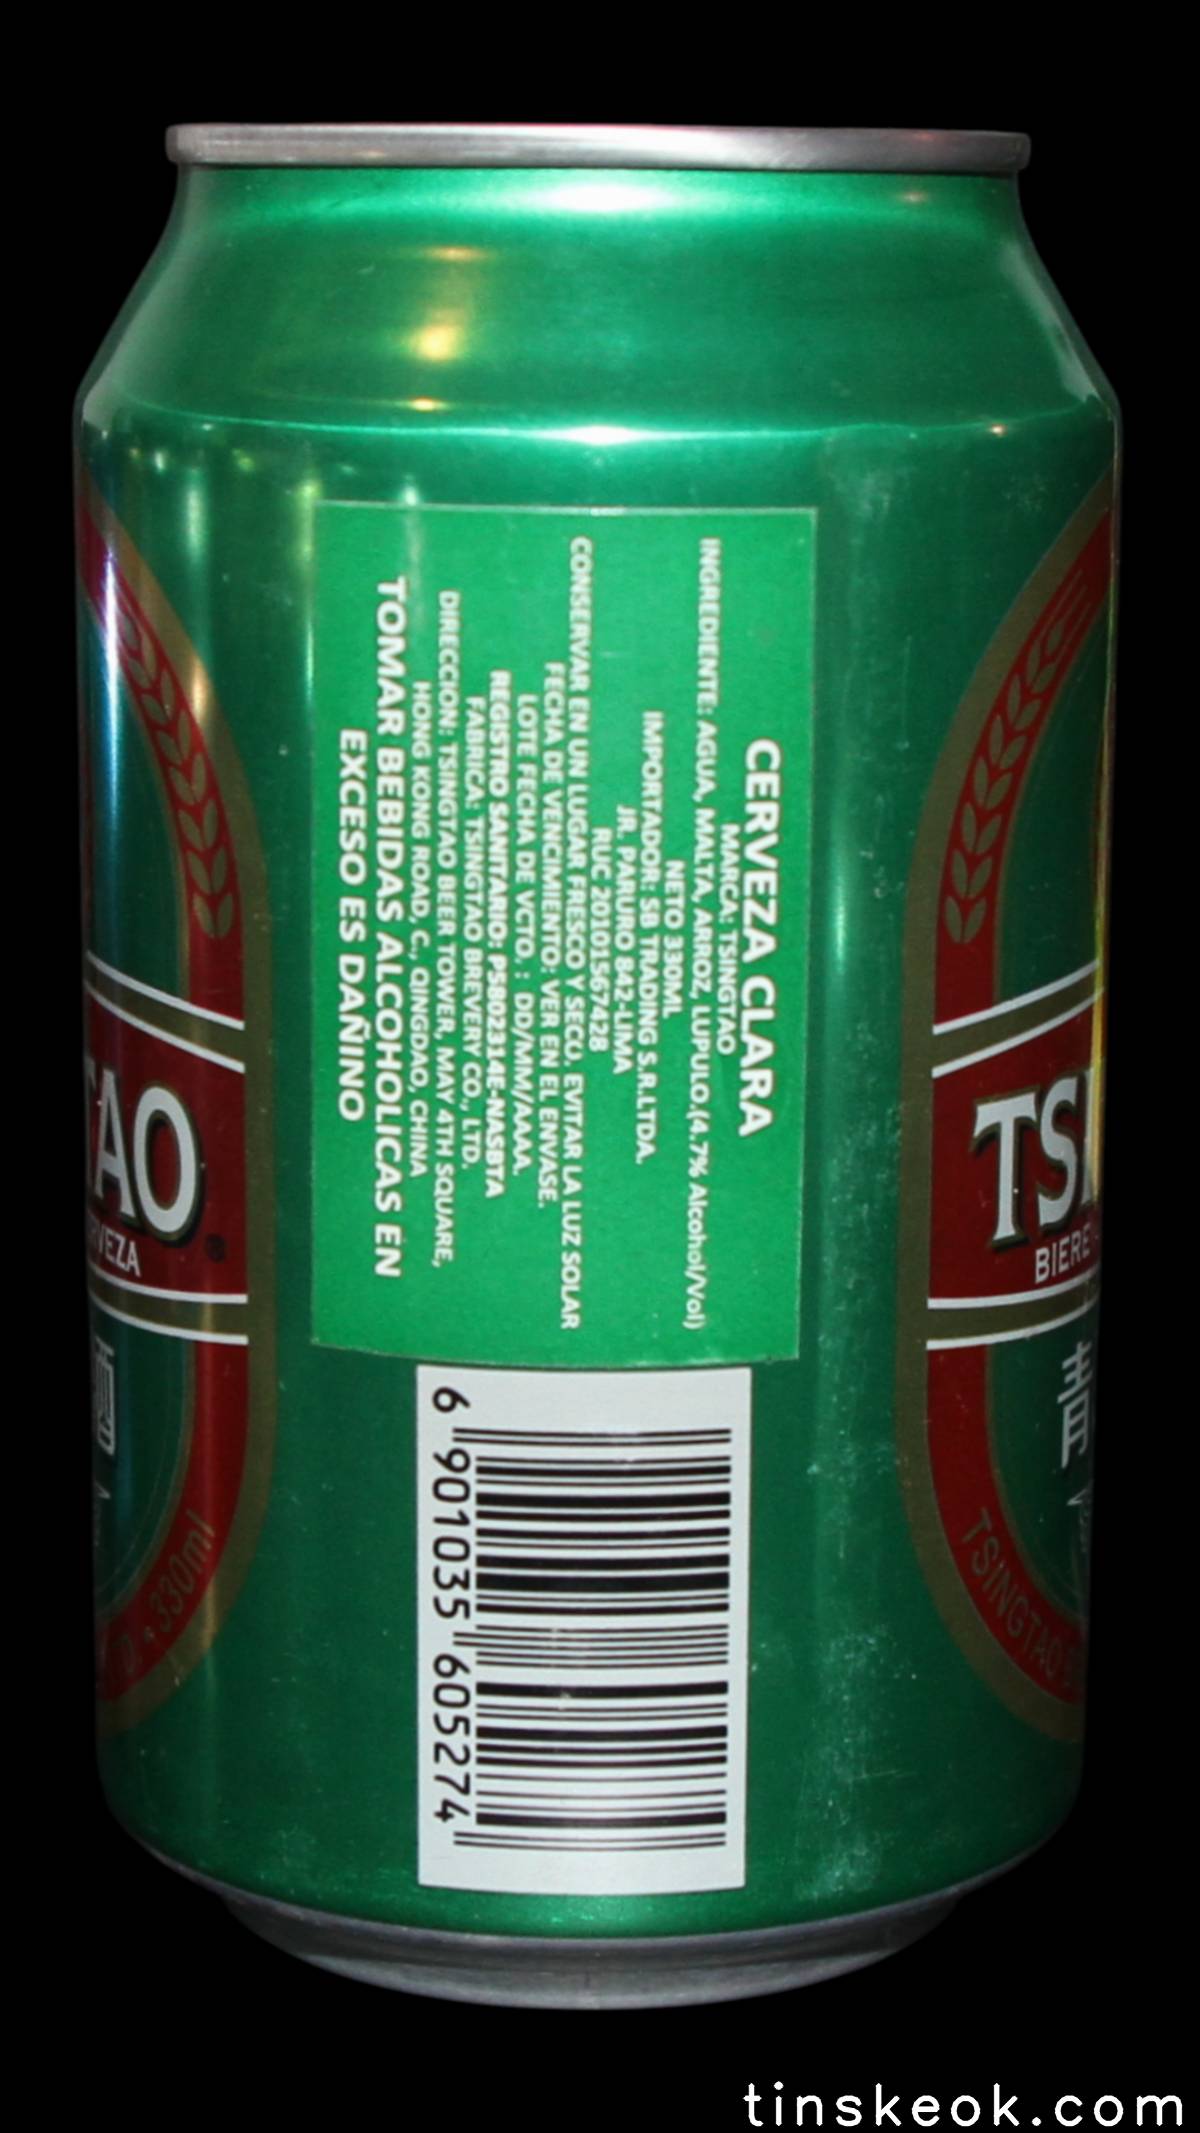 CERVEZA CLARA
MARCA: TSINGTAO
INGREDIENTE: AGUA, MALTA, ARROZ, LUPULO.(4.7% Alcohol/Vol)
NETO 330ML
IMPORTADOR: SB TRADING S.R.LTDA.
JR. PARURO 842-LIMA
RUC 20101567428
CONSERVAR EN UN LUGAR FRESCO Y SECO. EVITAR LA LUZ SOLAR
FECHA DE VENCIMIENTO: VER EN EL ENVASE.
LOTE FECHA DE VCTO. : DD/MM/AAAA.
REGISTRO SANITARIO: P5802314E-NASBTA
FABRICA: TSINGTAO BREVERY CO., LTD.
DIRECCION: TSINGTAO BEER TOWER, MAY 4TH SQUARE,
HONG KONG ROAD, C., QINGDAO, CHINA
TOMAR BEBIDAS ALCOHOLICAS EN
EXCESO ES DAÑINO
6 901035 605274
TAO
®
RVEZA
酒
330ml
TS
BIERE
青
TSINGTAO
tinskeok.com